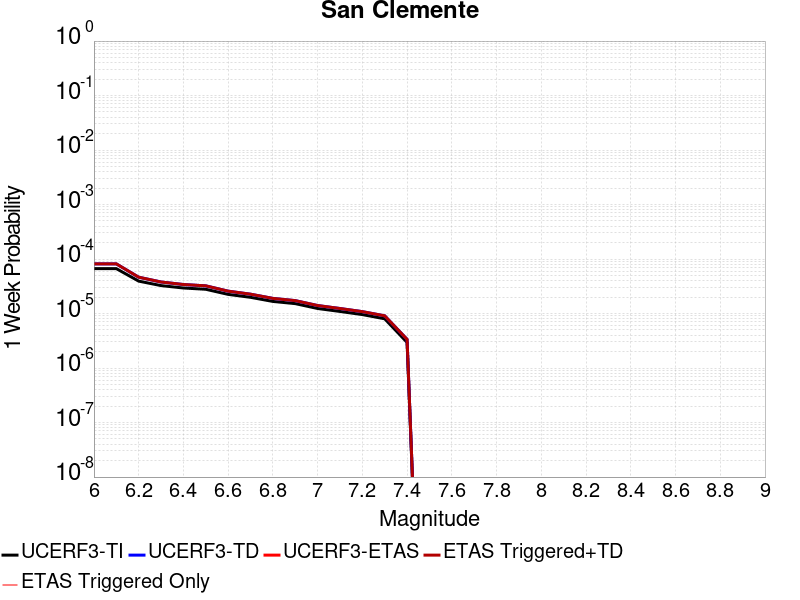 San Clemente
1 Week Probability
10^0
10^-1
10^-2
10^-3
10^-4
10^-5
10^-6
10^-7
10^-8
6 6.2 6.4 6.6 6.8 7 7.2 7.4 7.6 7.8 8 8.2 8.4 8.6 8.8 9
Magnitude
UCERF3-TI UCERF3-TD UCERF3-ETAS ETAS Triggered+TD
ETAS Triggered Only